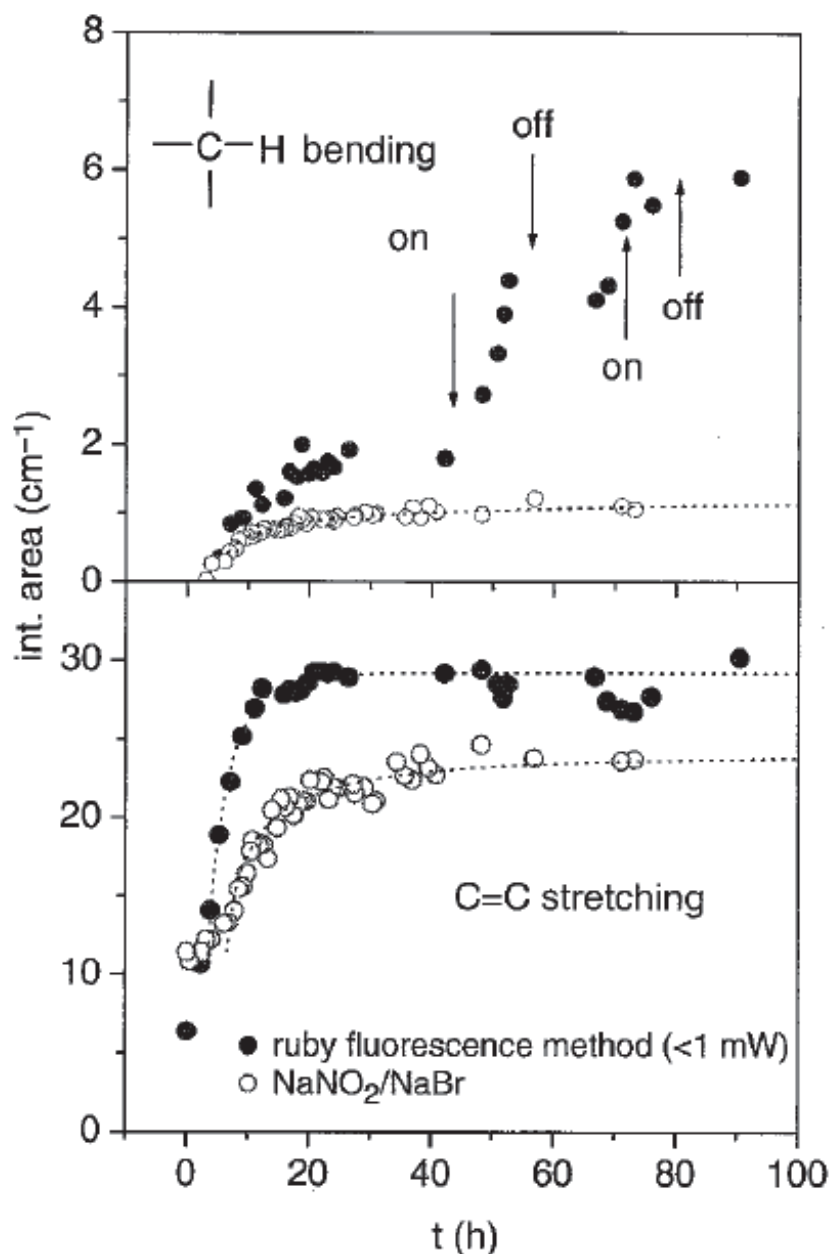 8
—C—H bending
off
6
on
4
off
on
2
0
int. area (cm⁻¹)
30
20
C=C stretching
10
● ruby fluorescence method (<1 mW)
○ NaNO₂/NaBr
0
0 20 40 60 80 100
t (h)